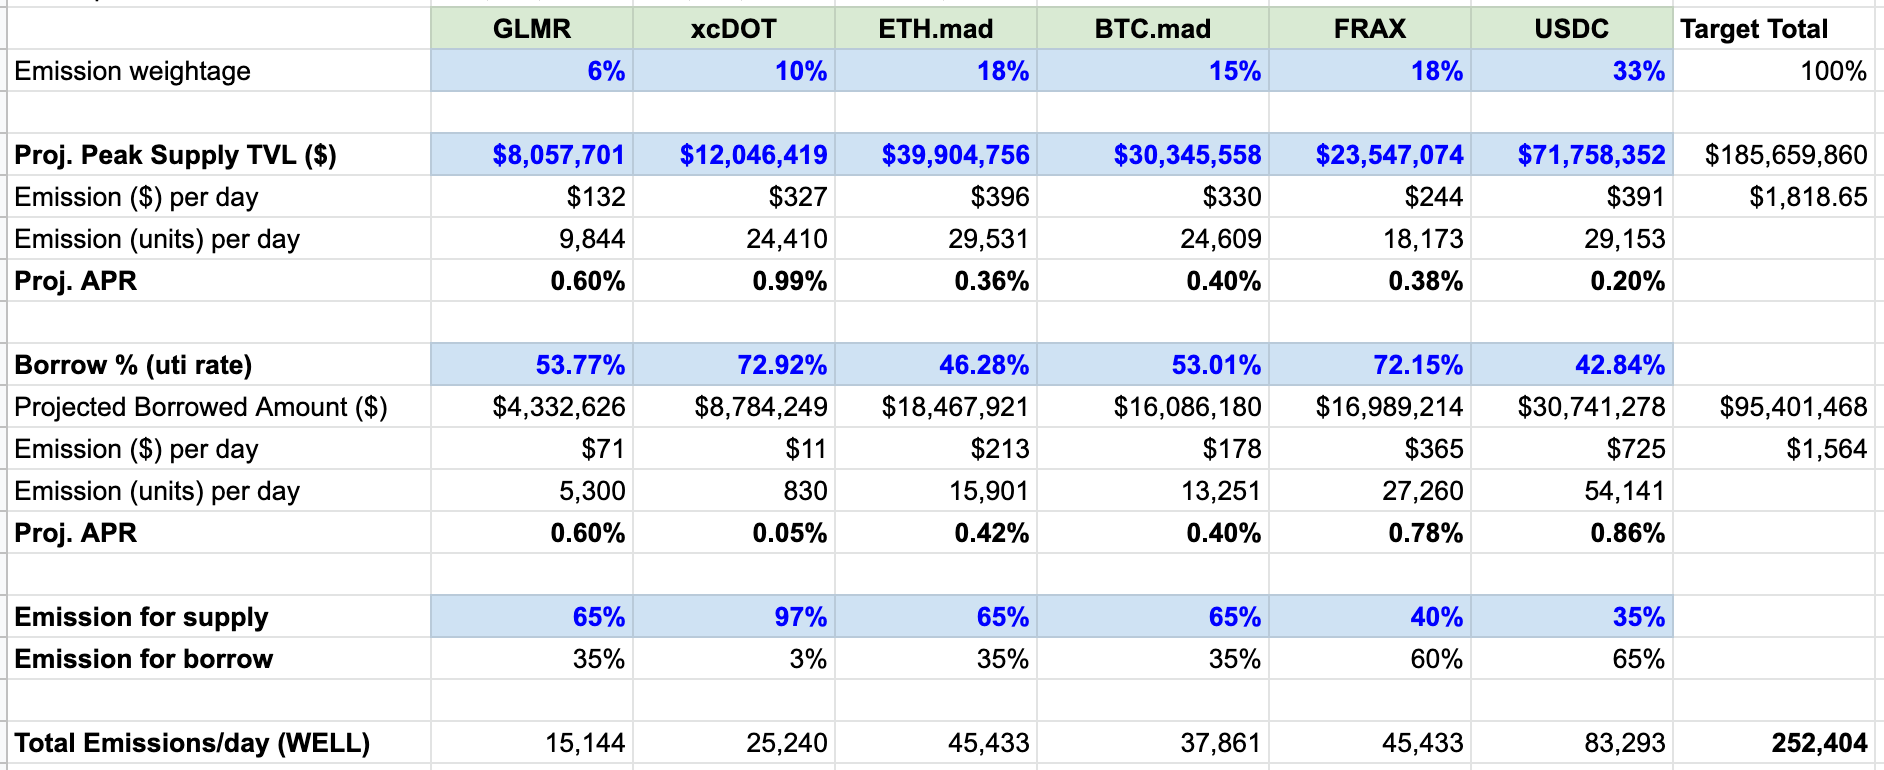 GLMR xcDOT ETH.mad BTC.mad FRAX USDC Target Total
Emission weightage 6% 10% 18% 15% 18% 33% 100%
Proj. Peak Supply TVL ($) $8,057,701 $12,046,419 $39,904,756 $30,345,558 $23,547,074 $71,758,352 $185,659,860
Emission ($) per day $132 $327 $396 $330 $244 $391 $1,818.65
Emission (units) per day 9,844 24,410 29,531 24,609 18,173 29,153
Proj. APR 0.60% 0.99% 0.36% 0.40% 0.38% 0.20%
Borrow % (uti rate) 53.77% 72.92% 46.28% 53.01% 72.15% 42.84%
Projected Borrowed Amount ($) $4,332,626 $8,784,249 $18,467,921 $16,086,180 $16,989,214 $30,741,278 $95,401,468
Emission ($) per day $71 $11 $213 $178 $365 $725 $1,564
Emission (units) per day 5,300 830 15,901 13,251 27,260 54,141
Proj. APR 0.60% 0.05% 0.42% 0.40% 0.78% 0.86%
Emission for supply 65% 97% 65% 65% 40% 35%
Emission for borrow 35% 3% 35% 35% 60% 65%
Total Emissions/day (WELL) 15,144 25,240 45,433 37,861 45,433 83,293 252,404